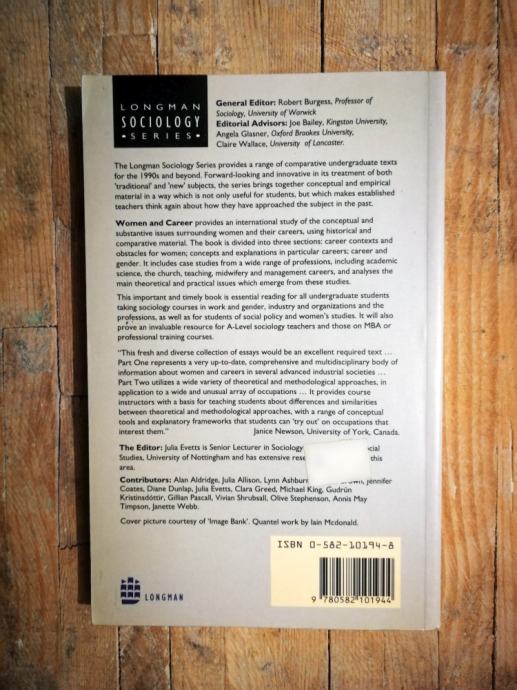 LONGMAN
SOCIOLOGY
• SERIES •
General Editor: Robert Burgess, Professor of
Sociology, University of Warwick
Editorial Advisors: Joe Bailey, Kingston University,
Angela Glasner, Oxford Brookes University,
Claire Wallace, University of Lancaster.
The Longman Sociology Series provides a range of comparative undergraduate texts
for the 1990s and beyond. Forward-looking and innovative in its treatment of both
'traditional' and 'new' subjects, the series brings together conceptual and empirical
material in a way which is not only useful for students, but which makes established
teachers think again about how they have approached the subject in the past.
Women and Career provides an international study of the conceptual and
substantive issues surrounding women and their careers, using historical and
comparative material. The book is divided into three sections: career contexts and
obstacles for women; concepts and explanations in particular careers; career and
gender. It includes case studies from a wide range of professions, including academic
science, the church, teaching, midwifery and management careers, and analyses the
main theoretical and practical issues which emerge from these studies.
This important and timely book is essential reading for all undergraduate students
taking sociology courses in work and gender, industry and organizations and the
professions, as well as for students of social policy and women's studies. It will also
prove an invaluable resource for A-Level sociology teachers and those on MBA or
professional training courses.
"This fresh and diverse collection of essays would be an excellent required text ...
Part One represents a very up-to-date, comprehensive and multidisciplinary body of
information about women and careers in several advanced industrial societies ...
Part Two utilizes a wide variety of theoretical and methodological approaches, in
application to a wide and unusual array of occupations ... It provides course
instructors with a basis for teaching students about differences and similarities
between theoretical and methodological approaches, with a range of conceptual
tools and explanatory frameworks that students can 'try out' on occupations that
interest them." Janice Newson, University of York, Canada.
The Editor: Julia Evetts is Senior Lecturer in Sociology
Studies, University of Nottingham and has extensive this
area.
Contributors: Alan Aldridge, Julia Allison, Lynn Jennifer
Coates, Diane Dunlap, Julia Evetts, Clara Greed, Michael King, Gudrún
Kristinsdóttir, Gillian Pascall, Vivian Shrubsall, Olive Stephenson, Annis May
Timpson, Janette Webb.
Cover picture courtesy of 'Image Bank'. Quantel work by Iain Mcdonald.
ISBN 0-582-10194-8
9 780582 101944
LONGMAN